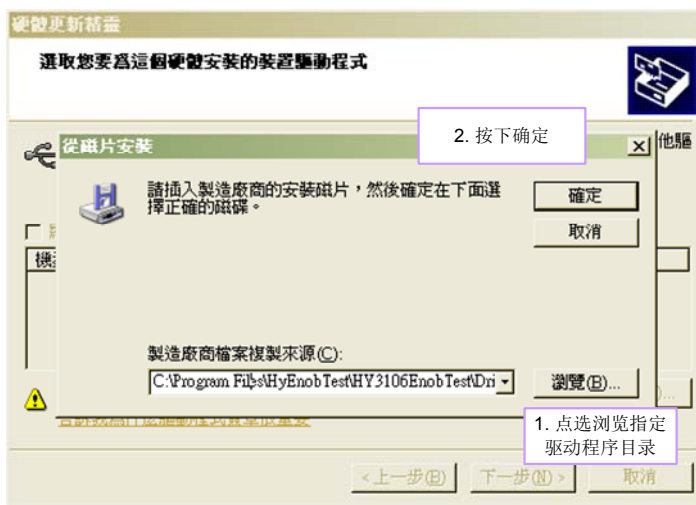 硬體更新精靈
選取您要爲這個硬體安裝的裝置驅動程式
2. 按下确定
他驅
從磁片安裝
請插入製造廠商的安裝磁片，然後確定在下面選
擇正確的磁碟。
確定
取消
製造廠商檔案複製來源(C):
C:\Program Files\HyEnobTest\HY3106EnobTest\Dri
瀏覽(B)...
1. 点选浏览指定
驱动程序目录
<上一步(B)
下一步(N) >
取消